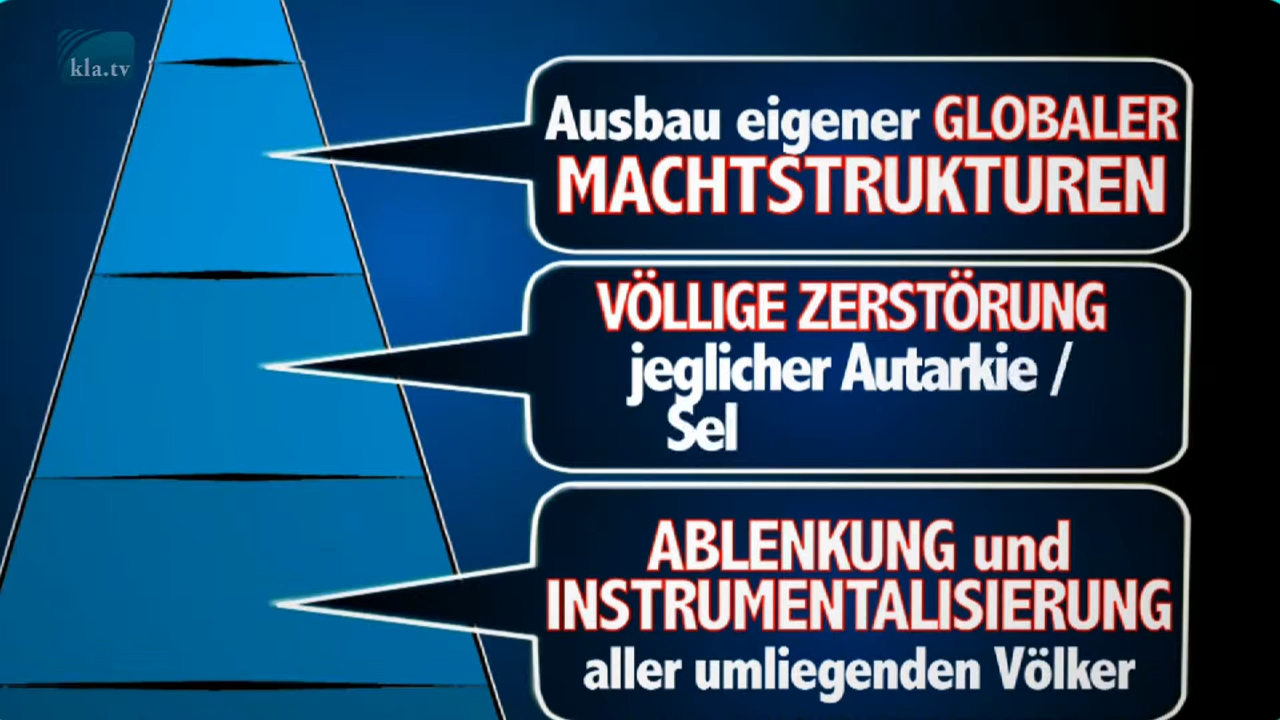 kla.tv
Ausbau eigener GLOBALER
MACHTSTRUKTUREN
VÖLLIGE ZERSTÖRUNG
jeglicher Autarkie /
Sel
ABLENKUNG und
INSTRUMENTALISIERUNG
aller umliegenden Völker